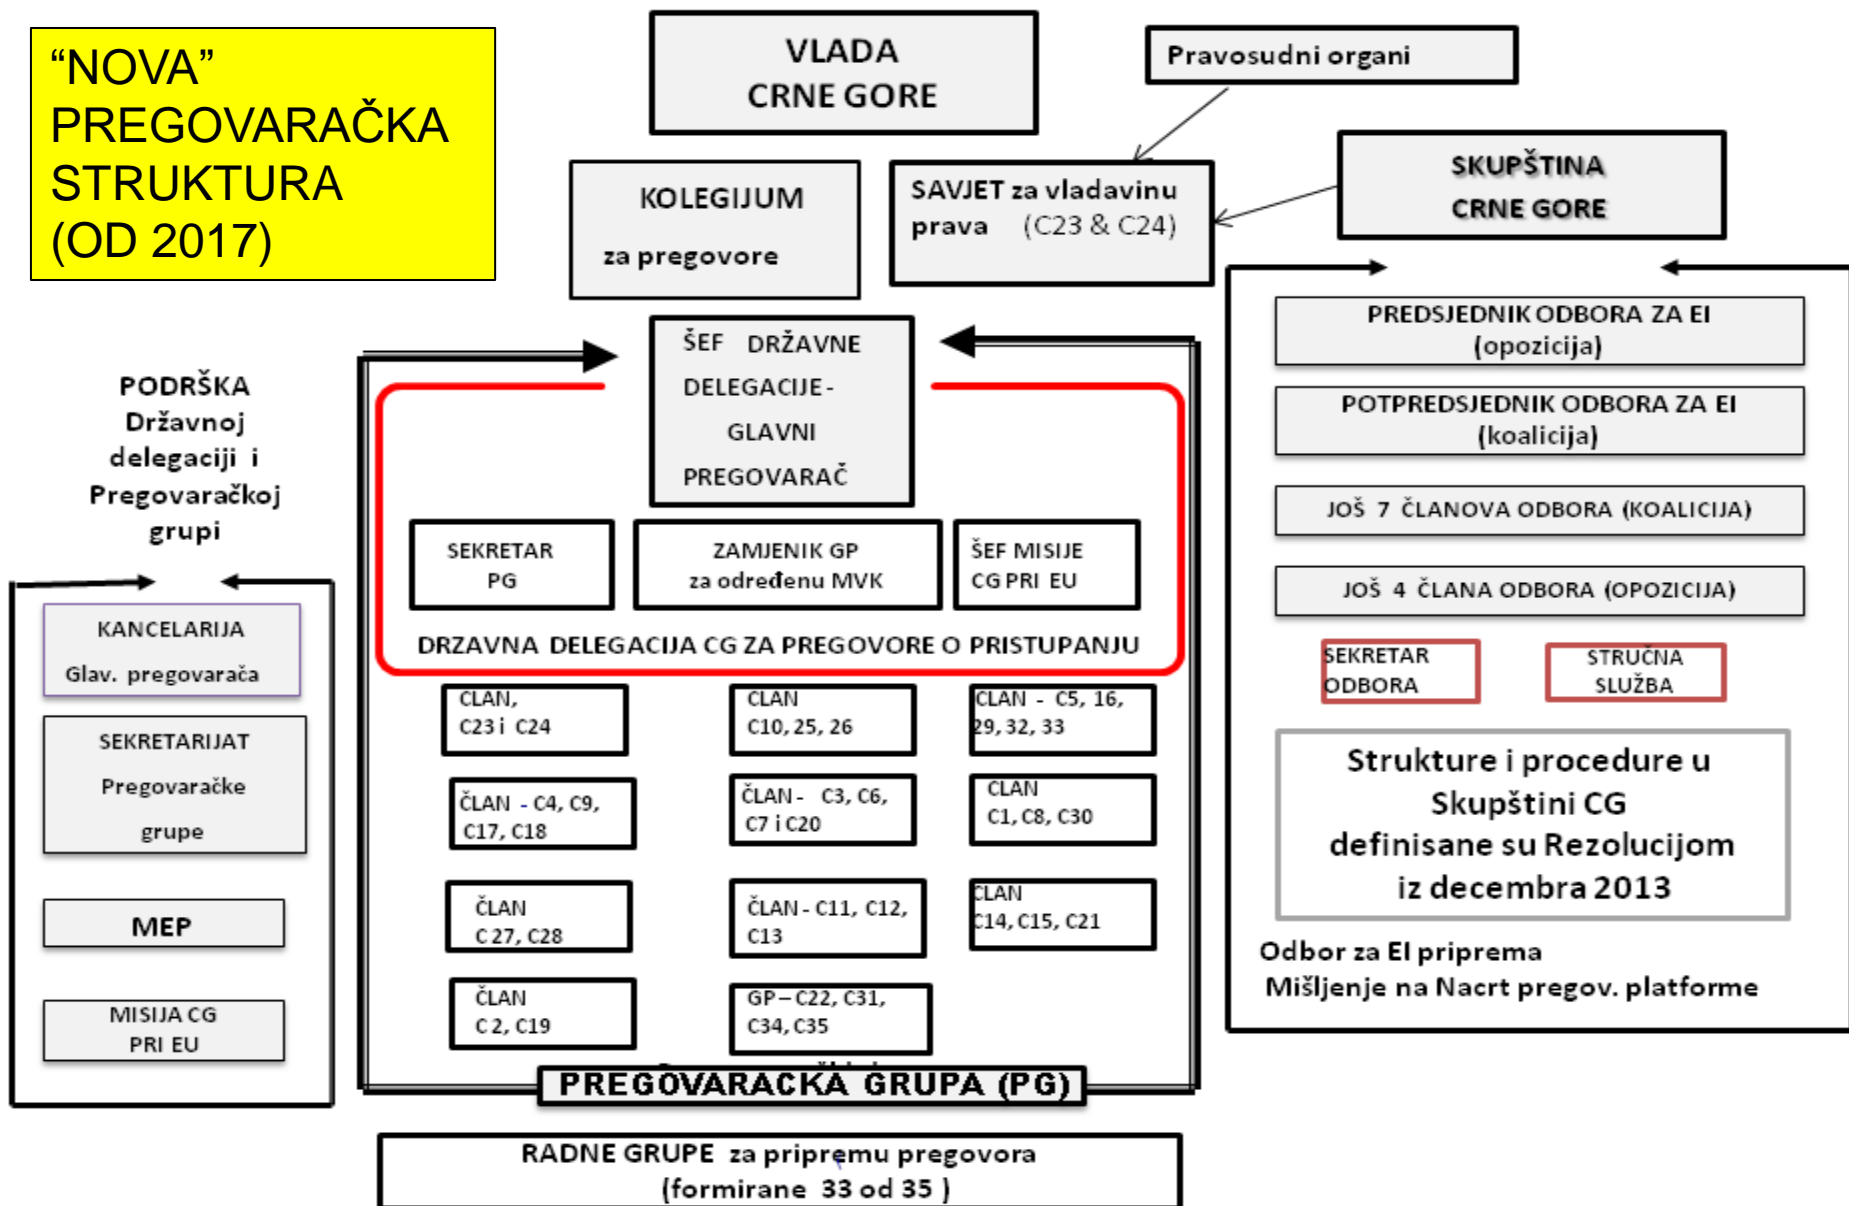 “NOVA”
PREGOVARAČKA
STRUKTURA
(OD 2017)
VLADA
CRNE GORE
Pravosudni organi
KOLEGIJUM
za pregovore
SAVJET za vladavinu
prava (C23 & C24)
SKUPŠTINA
CRNE GORE
PODRŠKA
Državnoj
delegaciji i
Pregovaračkoj
grupi
KANCELARIJA
Glav. pregovarača
SEKRETARIJAT
Pregovaračke
grupe
MEP
MISIJA CG
PRI EU
ŠEF DRŽAVNE
DELEGACIJE-
GLAVNI
PREGOVARAČ
SEKRETAR
PG
ZAMJENIK GP
za određenu MVK
ŠEF MISIJE
CG PRI EU
DRZAVNA DELEGACIJA CG ZA PREGOVORE O PRISTUPANJU
CLAN,
C23 i C24
CLAN
C10, 25, 26
CLAN - C5, 16,
29, 32, 33
ČLAN - C4, C9,
C17, C18
ČLAN- C3, C6,
C7 i C20
CLAN
C1, C8, C30
ČLAN
C 27, C28
ČLAN - C11, C12,
C13
CLAN
C14, C15, C21
ČLAN
C 2, C19
GP – C22, C31,
C34, C35
PREGOVARACKA GRUPA (PG)
RADNE GRUPE za pripremu pregovora
(formirane 33 od 35 )
PREDSJEDNIK ODBORA ZA EI
(opozicija)
POTPREDSJEDNIK ODBORA ZA EI
(koalicija)
JOŠ 7 ČLANOVA ODBORA (KOALICIJA)
JOŠ 4 ČLANA ODBORA (OPOZICIJA)
SEKRETAR
ODBORA
STRUČNA
SLUŽBA
Strukture i procedure u
Skupštini CG
definisane su Rezolucijom
iz decembra 2013
Odbor za EI priprema
Mišljenje na Nacrt pregov. platforme